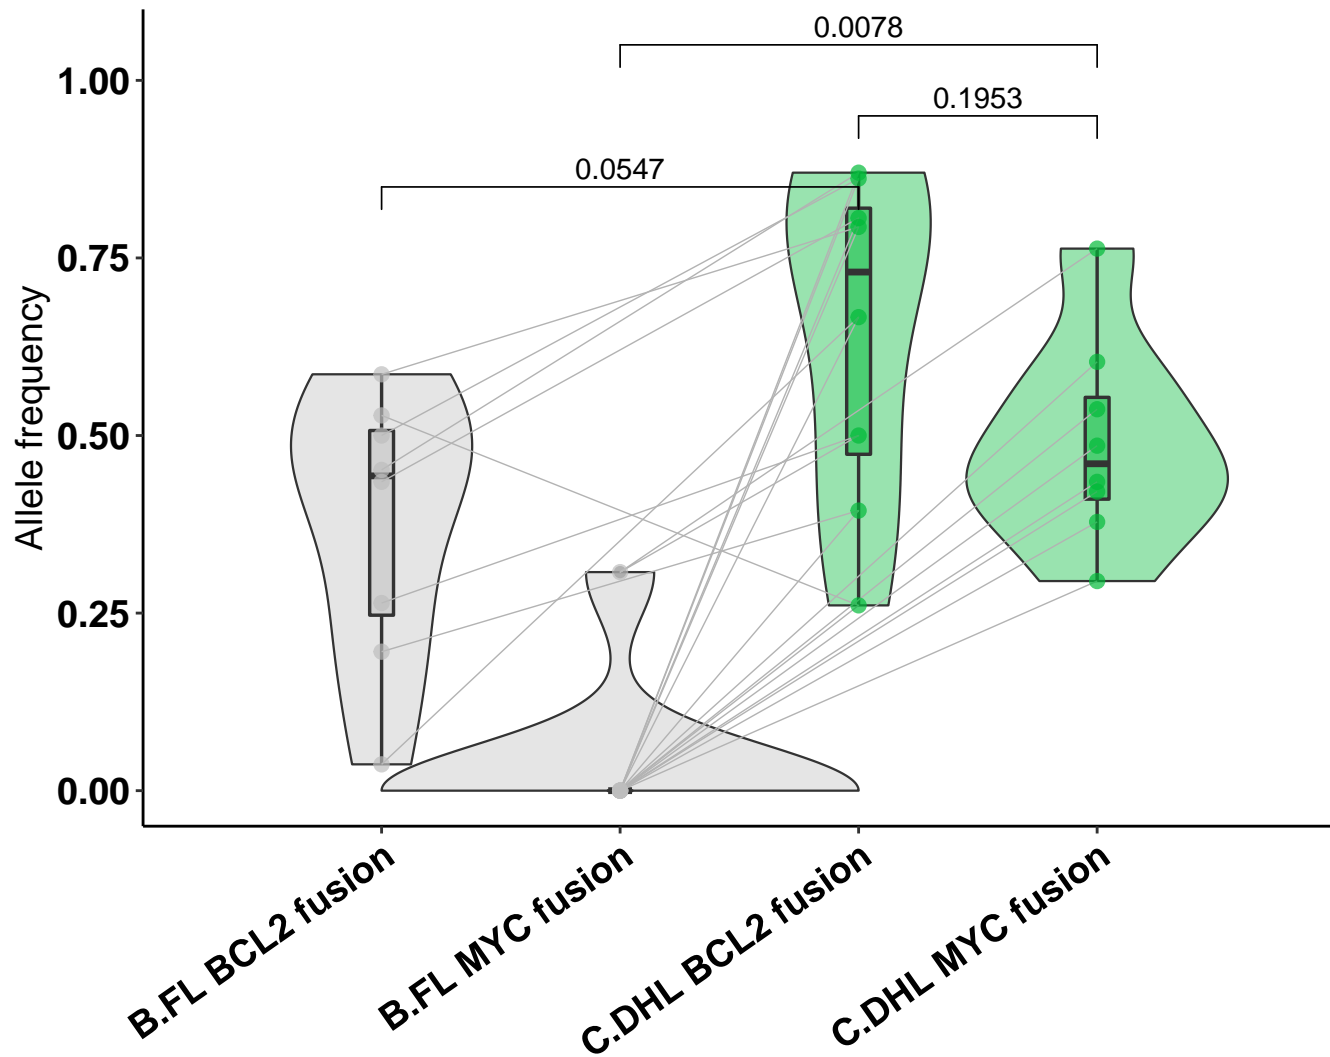 0.0078
1.00
0.1953
0.0547
0.75
0.50
0.25
0.00
Allele frequency
B.FL BCL2 fusion
B.FL MYC fusion
C.DHL BCL2 fusion
C.DHL MYC fusion